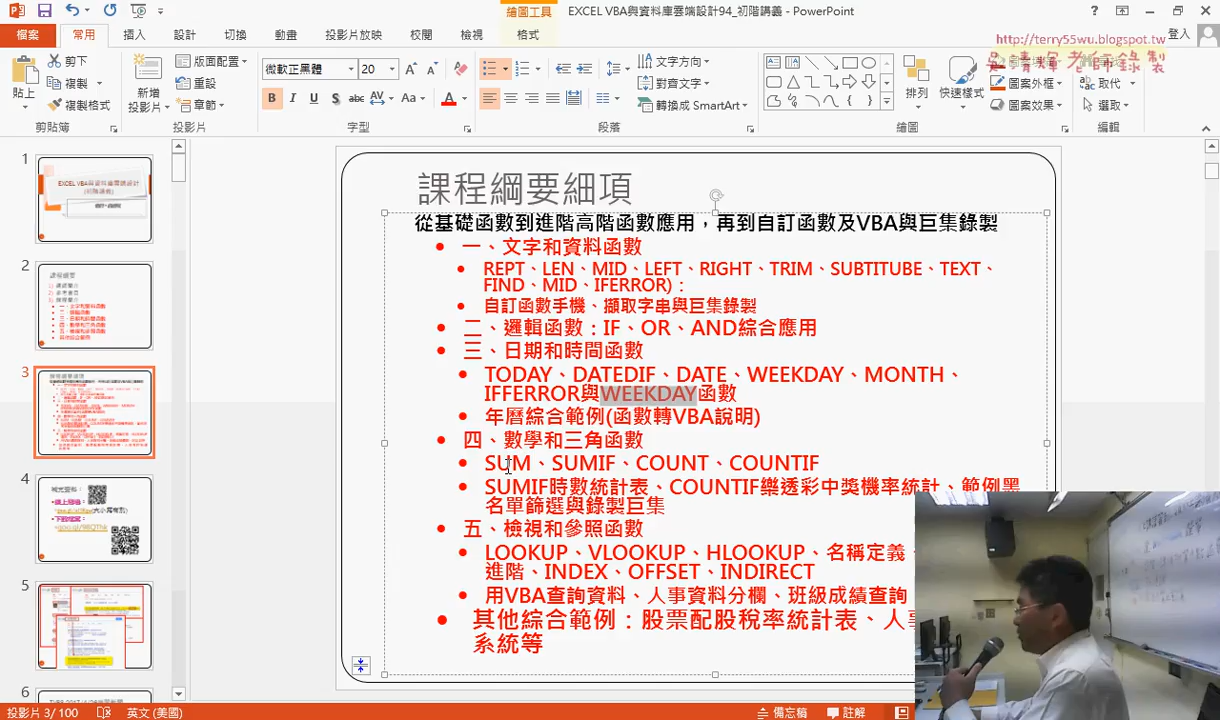 繪圖工具
EXCEL VBA與資料庫雲端設計94_初階講義 - PowerPoint
檔案
常用
插入
設計
切換
動畫
投影片放映
校閱
檢視
格式
http://terry55wu.blogspot.tw
登入
貼上
剪下
複製
複製格式
剪貼簿
新增
投影片
版面配置
重設
章節
投影片
微軟正黑體
20
字型
文字方向
對齊文字
轉換成 SmartArt
段落
排列
快速樣式
圖案外框
圖案效果
繪圖
取代
選取
編輯
課程綱要細項
從基礎函數到進階高階函數應用，再到自訂函數及VBA與巨集錄製
一、文字和資料函數
REPT、LEN、MID、LEFT、RIGHT、TRIM、SUBTITUBE、TEXT、
FIND、MID、IFERROR)：
自訂函數手機、擷取字串與巨集錄製
二、邏輯函數：IF、OR、AND綜合應用
三、日期和時間函數
TODAY、DATEDIF、DATE、WEEKDAY、MONTH、
IFFERROR與WEEKDAY函數
年曆綜合範例(函數轉VBA說明)
四、數學和三角函數
SUM、SUMIF、COUNT、COUNTIF
SUMIF時數統計表、COUNTIF樂透彩中獎機率統計、範例黑
名單篩選與錄製巨集
五、檢視和參照函數
LOOKUP、VLOOKUP、HLOOKUP、名稱定義
進階、INDEX、OFFSET、INDIRECT
用VBA查詢資料、人事資料分欄、班級成績查詢
其他綜合範例：股票配股稅率統計表、人事
系統等
1
2
3
4
5
6
投影片 3/100
英文 (美國)
備忘稿
註解